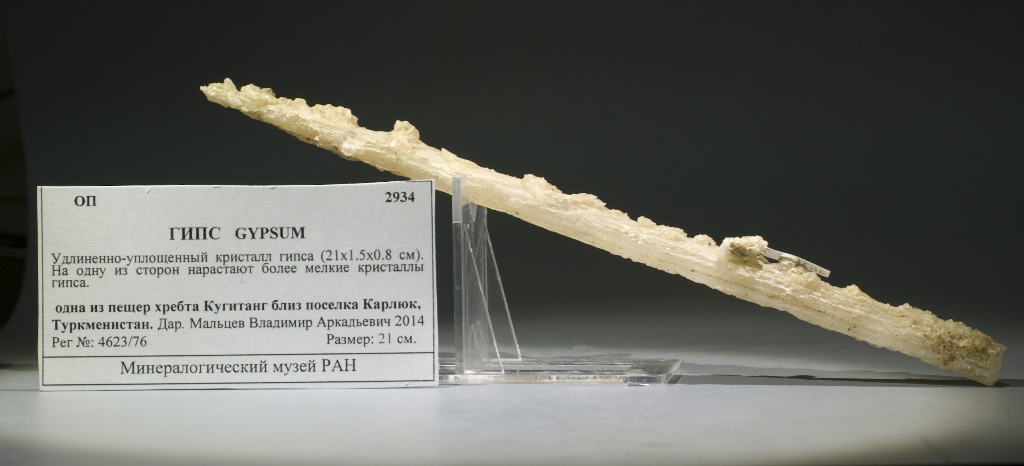 ОП 2934
ГИПС GYPSUM
Удлиненно-уплощенный кристалл гипса (21x1.5x0.8 см).
На одну из сторон нарастают более мелкие кристаллы
гипса.
одна из пещер хребта Кугитанг близ поселка Карлюк,
Туркменистан. Дар. Мальцев Владимир Аркадьевич 2014
Рег №: 4623/76 Размер: 21 см.
Минералогический музей РАН